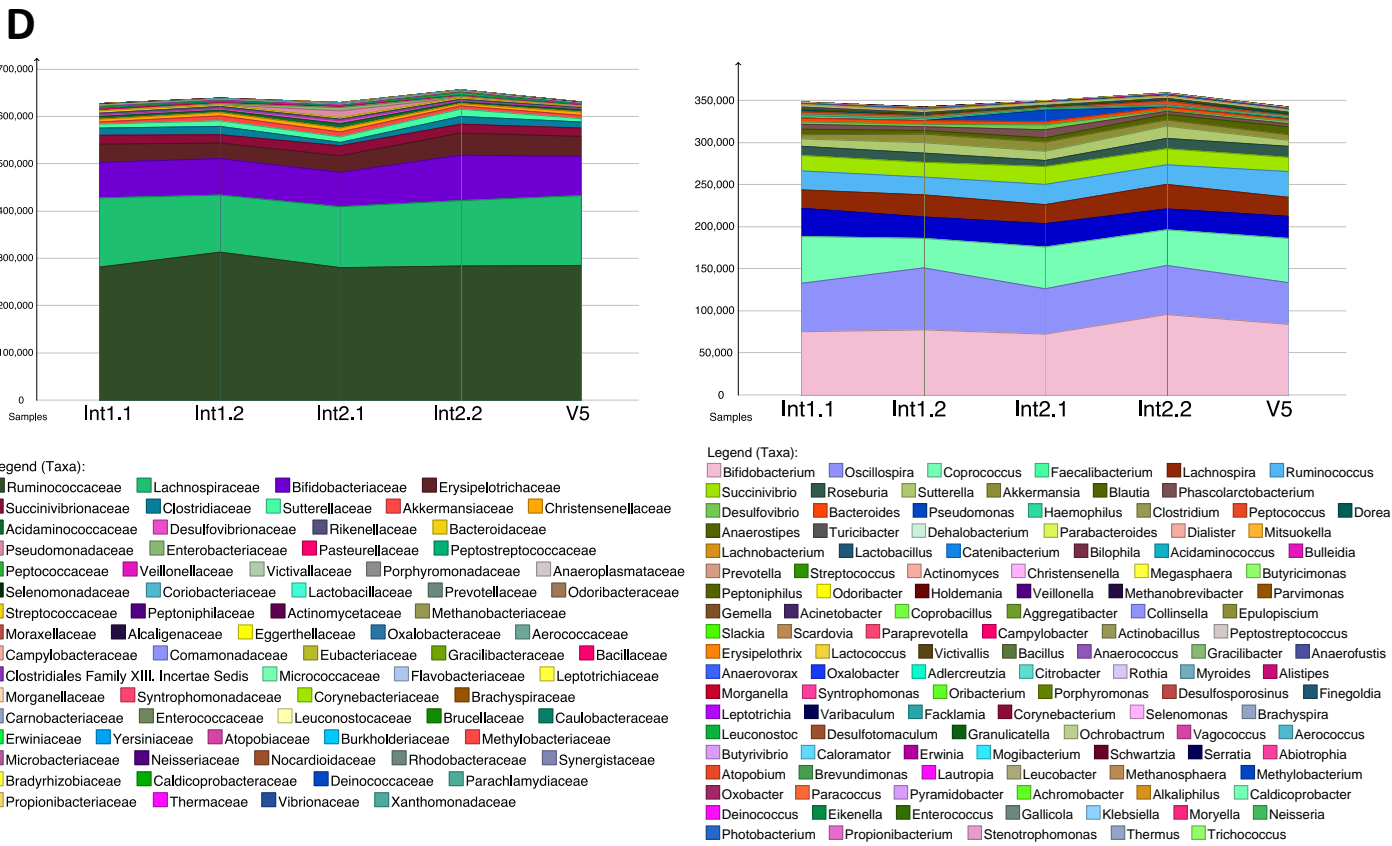 D
700,000
600,000
500,000
400,000
300,000
200,000
100,000
0
Samples Int1.1 Int1.2 Int2.1 Int2.2 V5
egend (Taxa):
Ruminococcaceae Lachnospiraceae Bifidobacteriaceae Erysipelotrichaceae
Succinivibrionaceae Clostridiaceae Sutterellaceae Akkermansiaceae Christensenellaceae
Acidaminococcaceae Desulfovibrionaceae Rikenellaceae Bacteroidaceae
Pseudomonadaceae Enterobacteriaceae Pasteurellaceae Peptostreptococcaceae
Peptococcaceae Veillonellaceae Victivallaceae Porphyromonadaceae Anaeroplasmataceae
Selenomonadaceae Coriobacteriaceae Lactobacillaceae Prevotellaceae Odoribacteraceae
Streptococcaceae Peptoniphilaceae Actinomycetaceae Methanobacteriaceae
Moraxellaceae Alcaligenaceae Eggerthellaceae Oxalobacteraceae Aerococcaceae
Campylobacteraceae Comamonadaceae Eubacteriaceae Gracilibacteraceae Bacillaceae
Clostridiales Family XIII. Incertae Sedis Micrococcaceae Flavobacteriaceae Leptotrichiaceae
Morganellaceae Syntrophomonadaceae Corynebacteriaceae Brachyspiraceae
Carnobacteriaceae Enterococcaceae Leuconostocaceae Brucellaceae Caulobacteraceae
Erwiniaceae Yersiniaceae Atopobiaceae Burkholderiaceae Methylobacteriaceae
Microbacteriaceae Neisseriaceae Nocardioidaceae Rhodobacteraceae Synergistaceae
Bradyrhizobiaceae Caldicoprobacteraceae Deinococcaceae Parachlamydiaceae
Propionibacteriaceae Thermaceae Vibrionaceae Xanthomonadaceae
350,000
300,000
250,000
200,000
150,000
100,000
50,000
0
Samples Int1.1 Int1.2 Int2.1 Int2.2 V5
Legend (Taxa):
Bifidobacterium Oscillospira Coprococcus Faecalibacterium Lachnospira Ruminococcus
Succinivibrio Roseburia Sutterella Akkermansia Blautia Phascolarctobacterium
Desulfovibrio Bacteroides Pseudomonas Haemophilus Clostridium Peptococcus Dorea
Anaerostipes Turicibacter Dehalobacterium Parabacteroides Dialister Mitsuokella
Lachnobacterium Lactobacillus Catenibacterium Bilophila Acidaminococcus Bulleidia
Prevotella Streptococcus Actinomyces Christensenella Megasphaera Butyricimonas
Peptoniphilus Odoribacter Holdemania Veillonella Methanobrevibacter Parvimonas
Gemella Acinetobacter Coprobacillus Aggregatibacter Collinsella Epulopiscium
Slackia Scardovia Paraprevotella Campylobacter Actinobacillus Peptostreptococcus
Erysipelothrix Lactococcus Victivallis Bacillus Anaerococcus Gracilibacter Anaerofustis
Anaerovorax Oxalobacter Adlercreutzia Citrobacter Rothia Myroides Alistipes
Morganella Syntrophomonas Oribacterium Porphyromonas Desulfosporosinus Finegoldia
Leptotrichia Varibaculum Facklamia Corynebacterium Selenomonas Brachyspira
Leuconostoc Desulfotomaculum Granulicatella Ochrobactrum Vagococcus Aerococcus
Butyrivibrio Caloramator Erwinia Mogibacterium Schwartzia Serratia Abiotrophia
Atopobium Brevundimonas Lautropia Leucobacter Methanosphaera Methylobacterium
Oxobacter Paracoccus Pyramidobacter Achromobacter Alkaliphilus Caldicoprobacter
Deinococcus Eikenella Enterococcus Gallicola Klebsiella Moryella Neisseria
Photobacterium Propionibacterium Stenotrophomonas Thermus Trichococcus